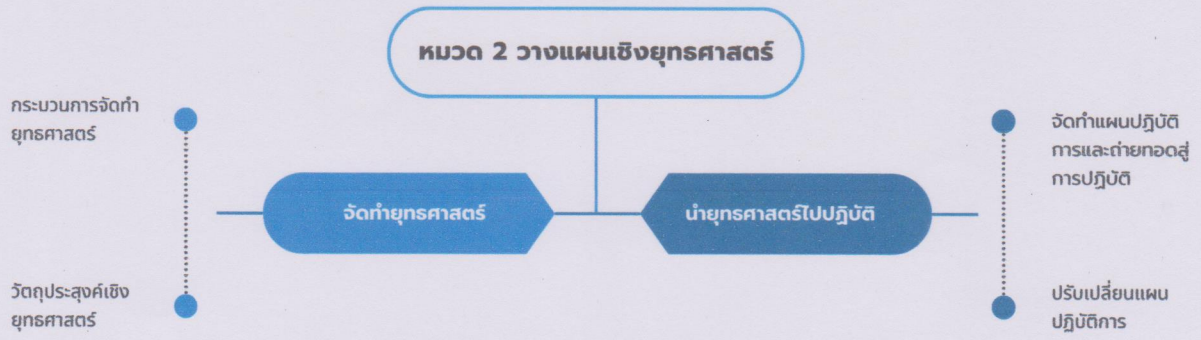 หมวด 2 วางแผนเชิงยุทธศาสตร์
กระบวนการจัดทำ
ยุทธศาสตร์
วัตถุประสงค์เชิง
ยุทธศาสตร์
จัดทำยุทธศาสตร์
นำยุทธศาสตร์ไปปฏิบัติ
จัดทำแผนปฏิบัติ
การและถ่ายทอดสู่
การปฏิบัติ
ปรับเปลี่ยนแผน
ปฏิบัติการ